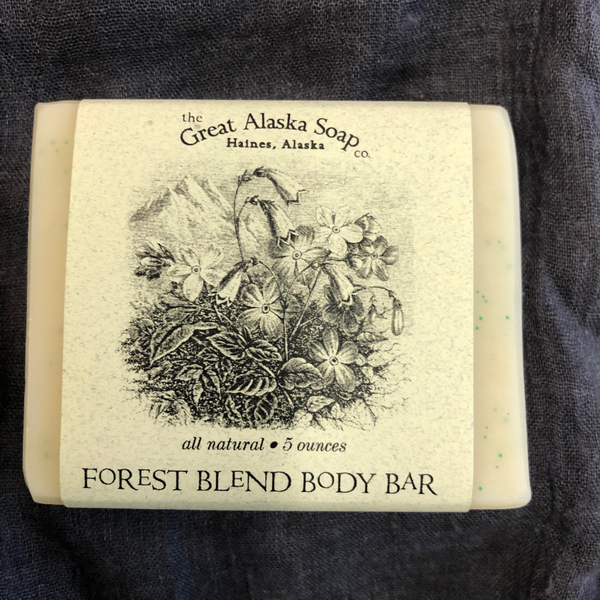 the
Great Alaska Soap
co.
Haines, Alaska
all natural • 5 ounces
FOREST BLEND BODY BAR